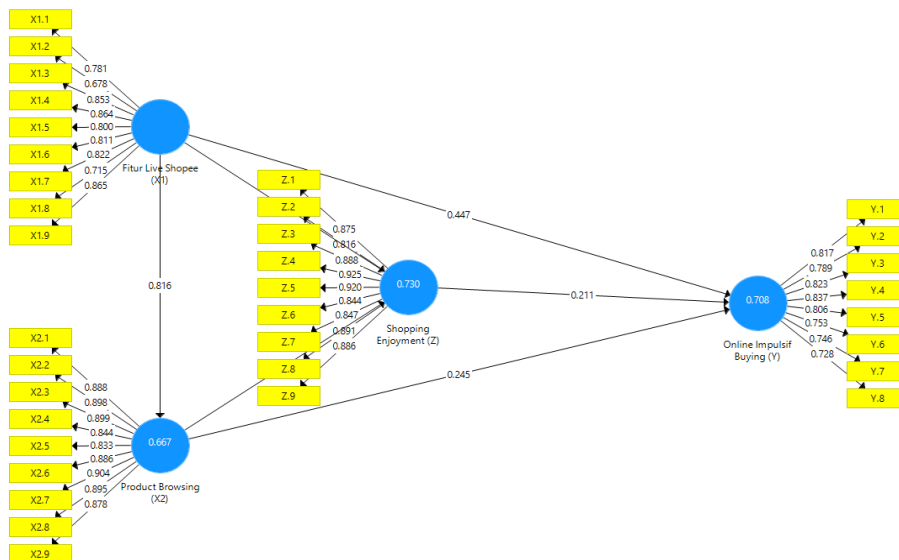 X1.1
X1.2
X1.3
X1.4
X1.5
X1.6
X1.7
X1.8
X1.9
0.781
0.678
0.853
0.864
0.800
0.811
0.822
0.715
0.865
Fitur Live Shopee
(X1)
0.816
X2.1
X2.2
X2.3
X2.4
X2.5
X2.6
X2.7
X2.8
X2.9
0.888
0.898
0.899
0.844
0.833
0.886
0.904
0.895
0.878
0.667
Product Browsing
(X2)
Z.1
Z.2
Z.3
Z.4
Z.5
Z.6
Z.7
Z.8
Z.9
0.875
0.816
0.888
0.925
0.920
0.844
0.847
0.891
0.886
0.730
Shopping
Enjoyment (Z)
0.447
0.211
0.245
0.708
Online Impulsif
Buying (Y)
0.817
0.789
0.823
0.837
0.806
0.753
0.746
0.728
Y.1
Y.2
Y.3
Y.4
Y.5
Y.6
Y.7
Y.8